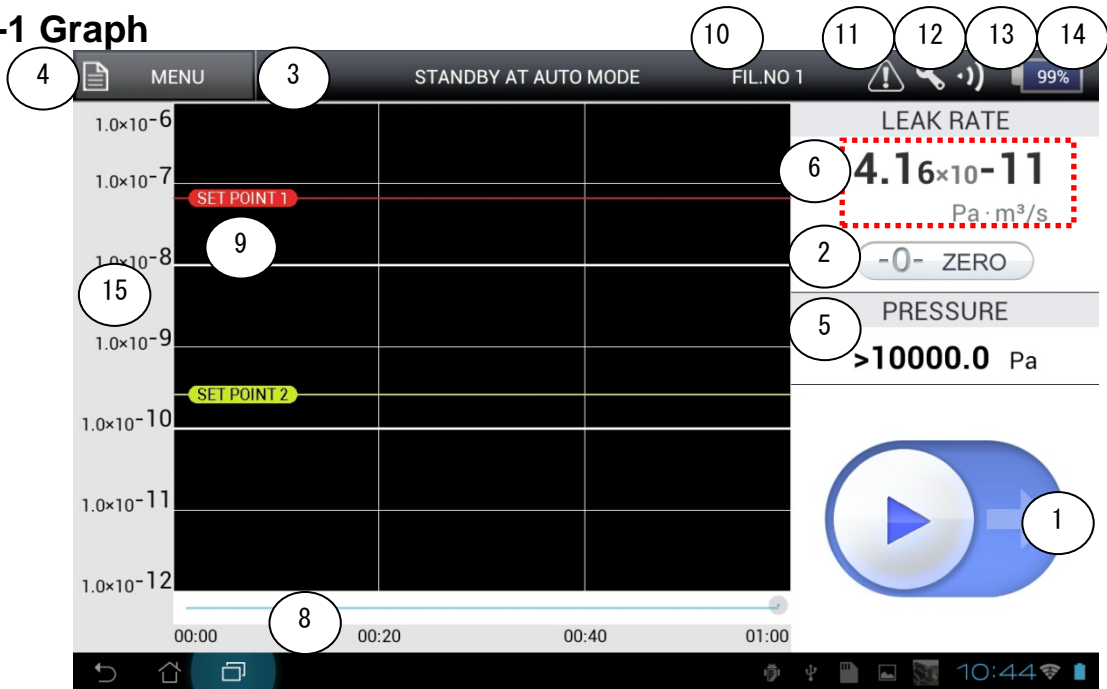 -1 Graph
10 11 12 13 14
4 MENU 3 STANDBY AT AUTO MODE FIL.NO 1 99%
1.0×10-6
1.0×10-7
1.0×10-8
1.0×10-9
1.0×10-10
1.0×10-11
1.0×10-12
15
SET POINT 1
9
SET POINT 2
LEAK RATE
6 4.16×10-11
Pa·m³/s
2 -0- ZERO
PRESSURE
5 >10000.0 Pa
1
8
00:00 00:20 00:40 01:00
10:44